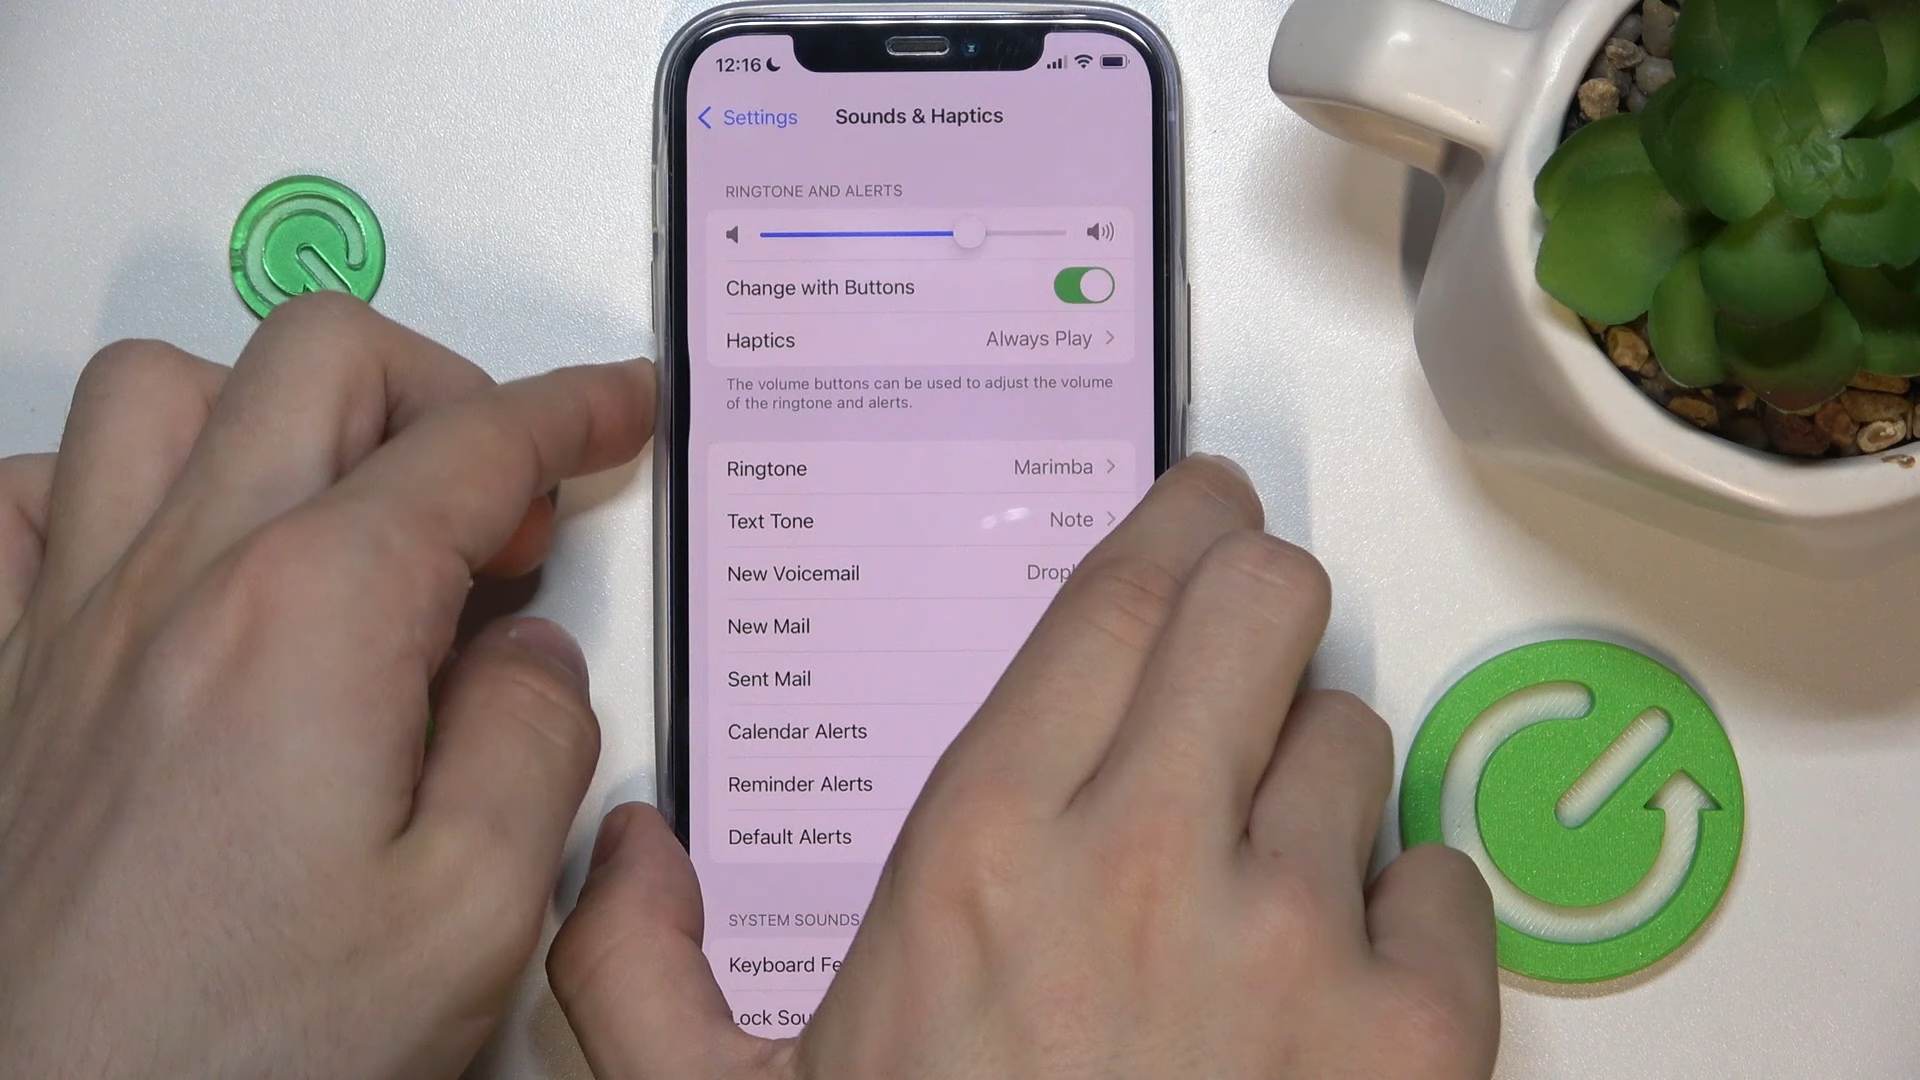 12:16
Settings
Sounds & Haptics
RINGTONE AND ALERTS
Change with Buttons
Haptics Always Play
The volume buttons can be used to adjust the volume
of the ringtone and alerts.
Ringtone Marimba
Text Tone Note
New Voicemail
New Mail
Sent Mail
Calendar Alerts
Reminder Alerts
Default Alerts
SYSTEM SOUNDS
Keyboard
Lock